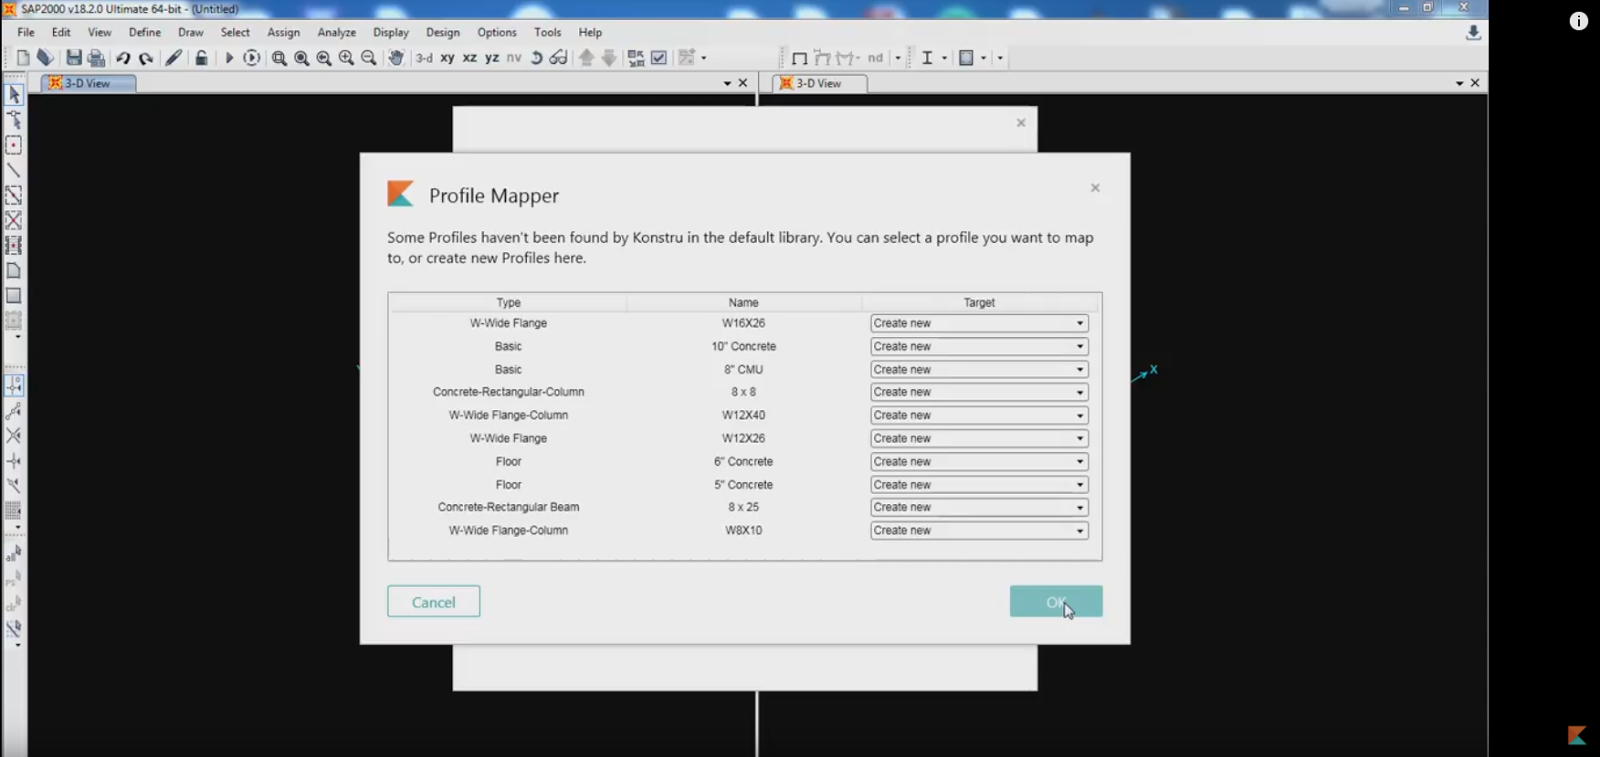 SAP2000 v18.2.0 Ultimate 64-bit - (Untitled)
File Edit View Define Draw Select Assign Analyze Display Design Options Tools Help
3-d xy xz yz nv nd
3-D View
3-D View
Profile Mapper
Some Profiles haven't been found by Konstru in the default library. You can select a profile you want to map
to, or create new Profiles here.
Type Name Target
W-Wide Flange W16X26 Create new
Basic 10" Concrete Create new
Basic 8" CMU Create new
Concrete-Rectangular-Column 8 x 8 Create new
W-Wide Flange-Column W12X40 Create new
W-Wide Flange W12X26 Create new
Floor 6" Concrete Create new
Floor 5" Concrete Create new
Concrete-Rectangular Beam 8 x 25 Create new
W-Wide Flange-Column W8X10 Create new
Cancel OK
X
all
ps
clr